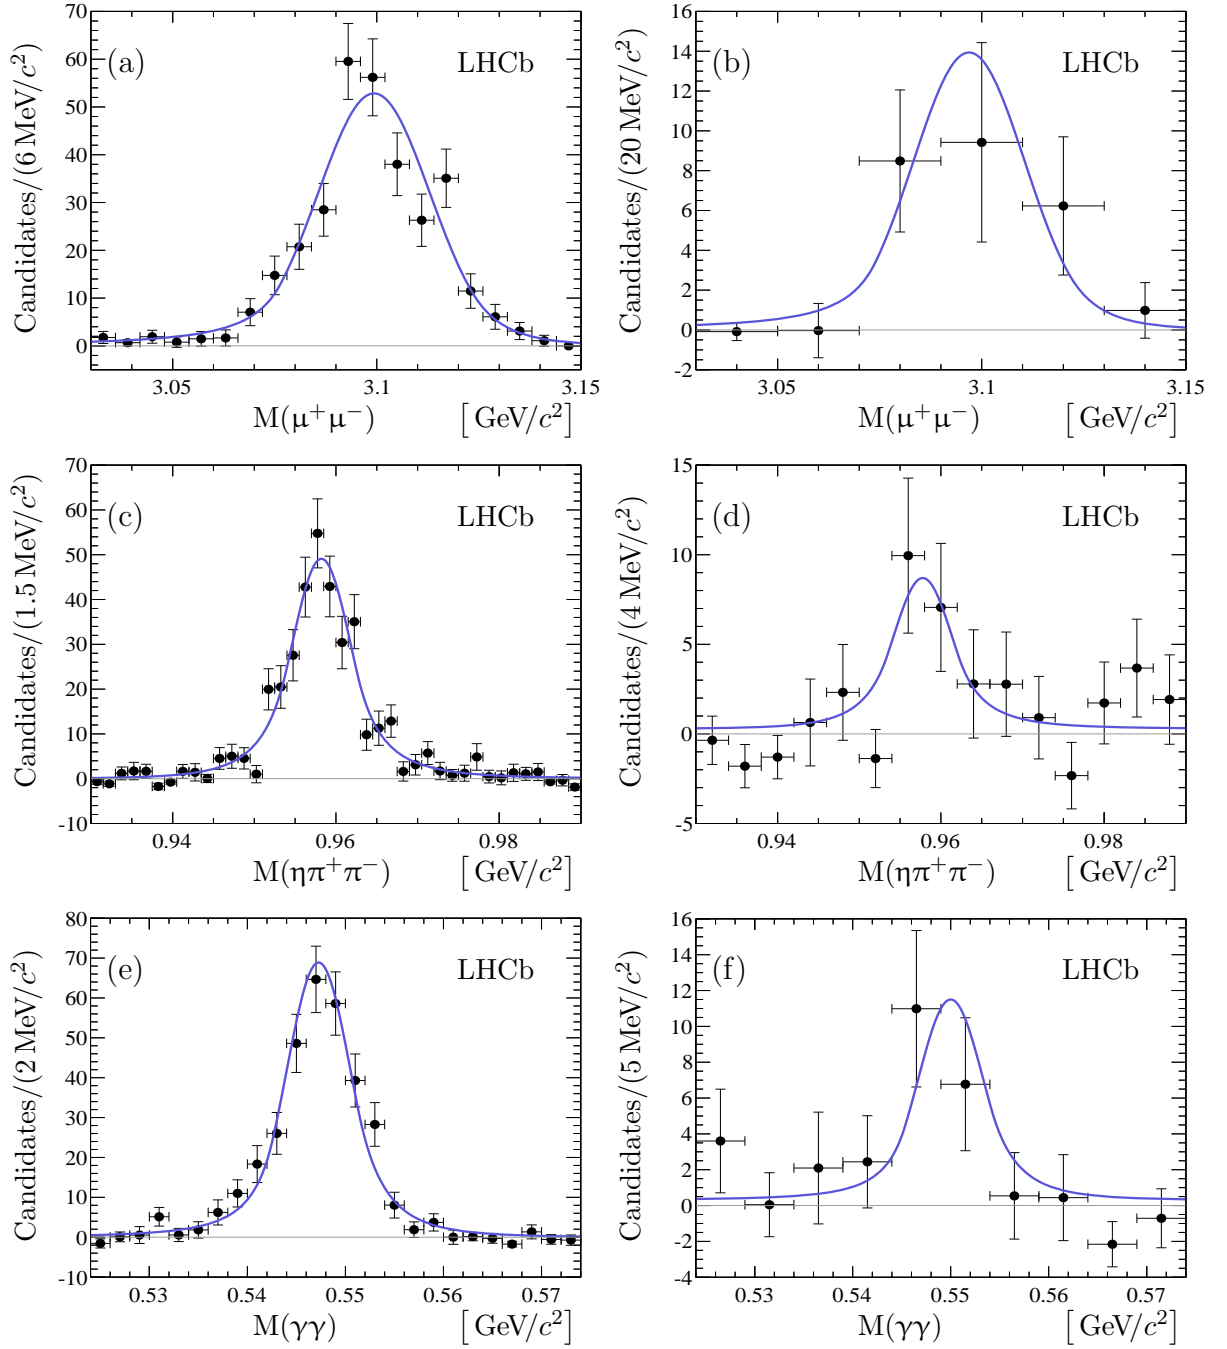 (a) LHCb
Candidates/(6 MeV/c²)
70
60
50
40
30
20
10
0
3.05 3.1 3.15
M(μ⁺μ⁻) [GeV/c²]
(b) LHCb
Candidates/(20 MeV/c²)
16
14
12
10
8
6
4
2
0
-2
3.05 3.1 3.15
M(μ⁺μ⁻) [GeV/c²]
(c) LHCb
Candidates/(1.5 MeV/c²)
70
60
50
40
30
20
10
0
-10
0.94 0.96 0.98
M(ηπ⁺π⁻) [GeV/c²]
(d) LHCb
Candidates/(4 MeV/c²)
15
10
5
0
-5
0.94 0.96 0.98
M(ηπ⁺π⁻) [GeV/c²]
(e) LHCb
Candidates/(2 MeV/c²)
80
70
60
50
40
30
20
10
0
-10
0.53 0.54 0.55 0.56 0.57
M(γγ) [GeV/c²]
(f) LHCb
Candidates/(5 MeV/c²)
16
14
12
10
8
6
4
2
0
-2
-4
0.53 0.54 0.55 0.56 0.57
M(γγ) [GeV/c²]